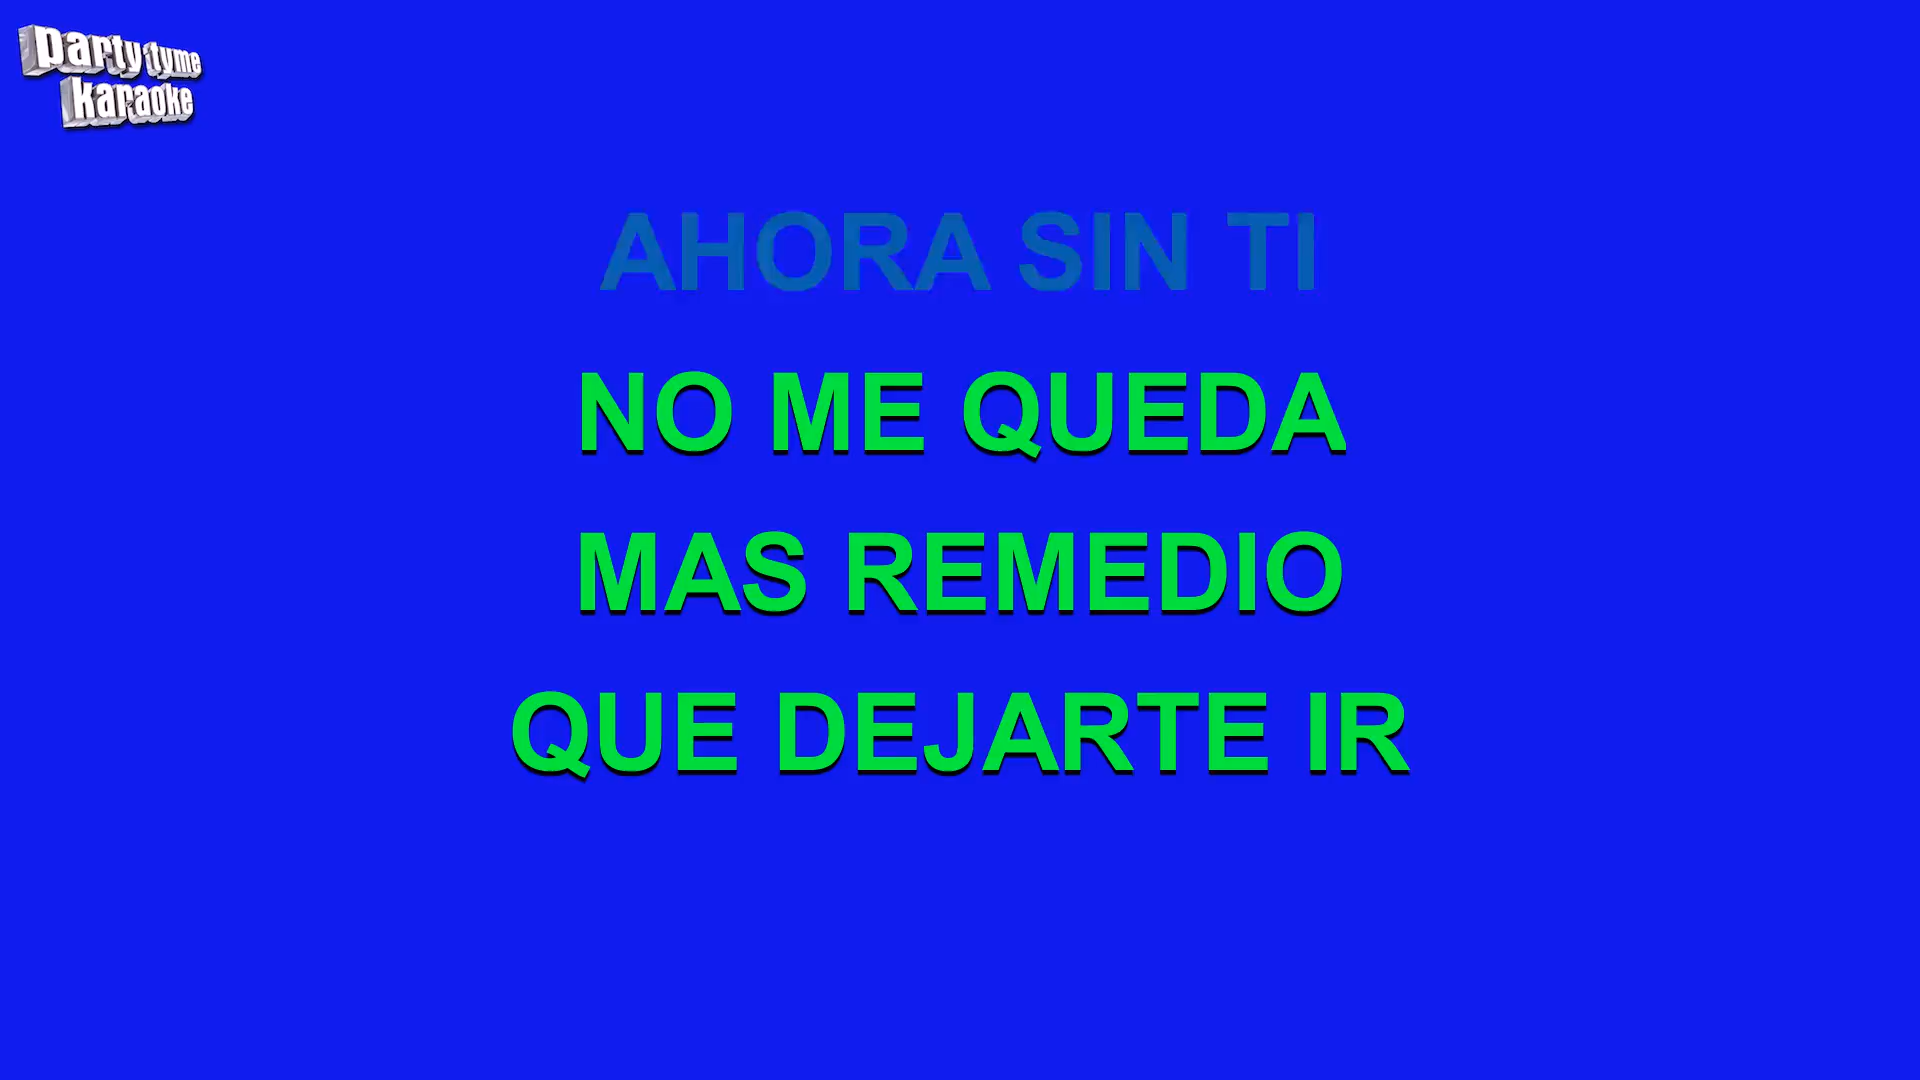 party tyme
karaoke
AHORA SIN TI
NO ME QUEDA
MAS REMEDIO
QUE DEJARTE IR